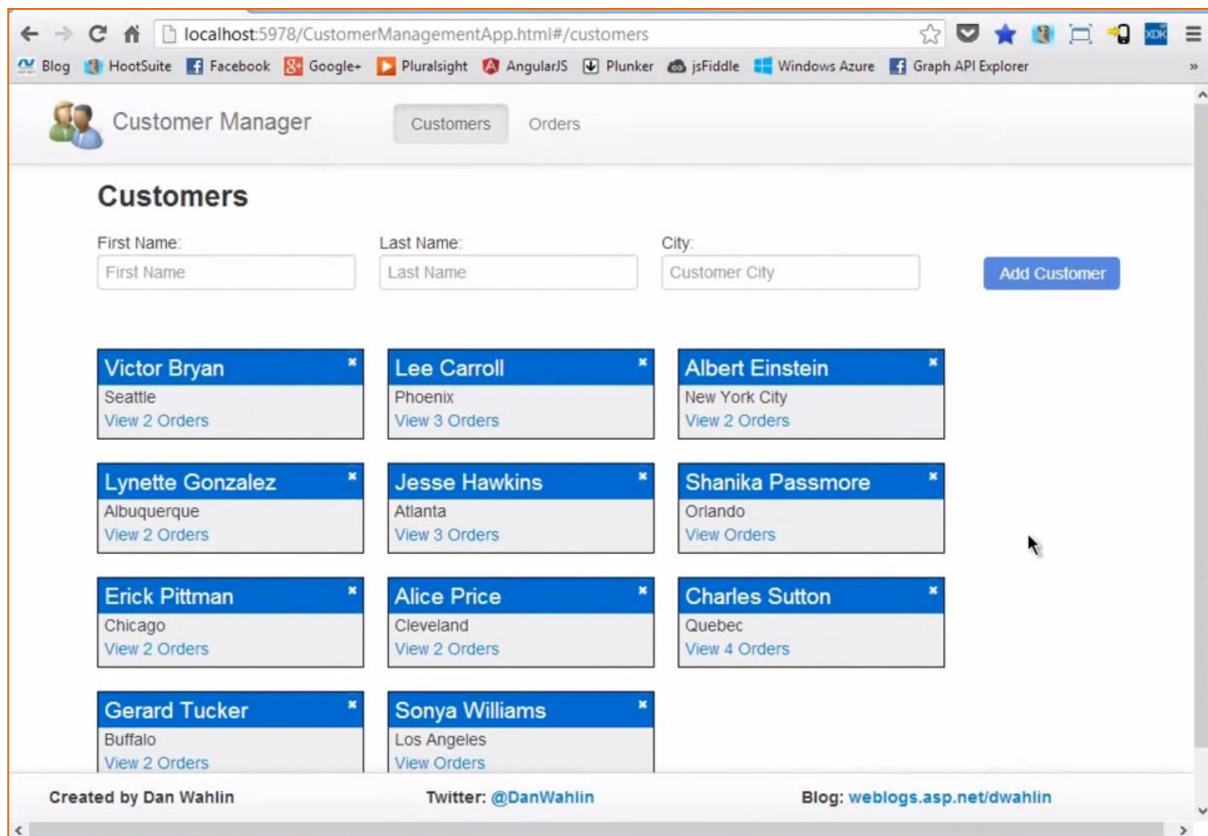 localhost:5978/CustomerManagementApp.html#/customers
Blog HootSuite Facebook Google+ Pluralsight AngularJS Plunker jsFiddle Windows Azure Graph API Explorer »
XDK
Customer Manager Customers Orders
Customers
First Name: Last Name: City:
First Name Last Name Customer City Add Customer
Victor Bryan Lee Carroll Albert Einstein
Seattle Phoenix New York City
View 2 Orders View 3 Orders View 2 Orders
Lynette Gonzalez Jesse Hawkins Shanika Passmore
Albuquerque Atlanta Orlando
View 2 Orders View 3 Orders View Orders
Erick Pittman Alice Price Charles Sutton
Chicago Cleveland Quebec
View 2 Orders View 2 Orders View 4 Orders
Gerard Tucker Sonya Williams
Buffalo Los Angeles
View 2 Orders View Orders
Created by Dan Wahlin Twitter: @DanWahlin Blog: weblogs.asp.net/dwahlin